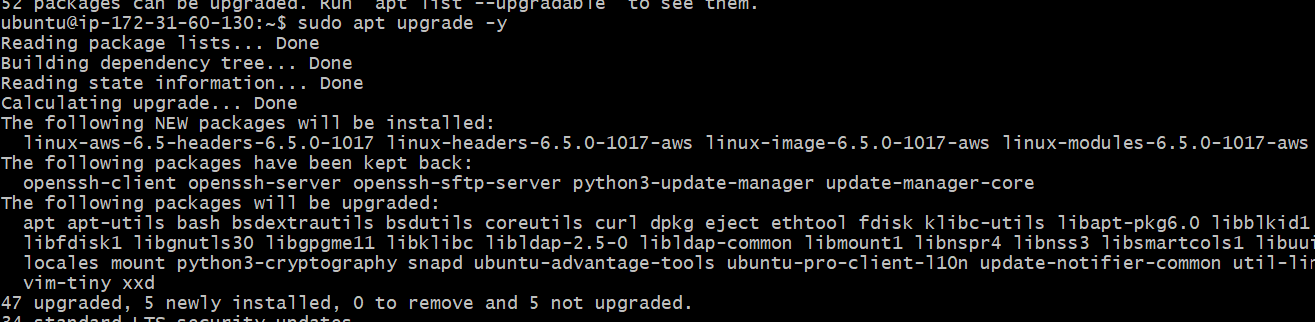 52 packages can be upgraded. Run 'apt list --upgradable' to see them.
ubuntu@ip-172-31-60-130:~$ sudo apt upgrade -y
Reading package lists... Done
Building dependency tree... Done
Reading state information... Done
Calculating upgrade... Done
The following NEW packages will be installed:
  linux-aws-6.5-headers-6.5.0-1017 linux-headers-6.5.0-1017-aws linux-image-6.5.0-1017-aws linux-modules-6.5.0-1017-aws
The following packages have been kept back:
  openssh-client openssh-server openssh-sftp-server python3-update-manager update-manager-core
The following packages will be upgraded:
  apt apt-utils bash bsdextrautils bsdutils coreutils curl dpkg eject ethtool fdisk klibc-utils libapt-pkg6.0 libblkid1
  libfdisk1 libgnutls30 libgpgme11 libklibc libldap-2.5-0 libldap-common libmount1 libnspr4 libnss3 libsmartcols1
  locales mount python3-cryptography snapd ubuntu-advantage-tools ubuntu-pro-client-l10n update-notifier-common
  vim-tiny xxd
47 upgraded, 5 newly installed, 0 to remove and 5 not upgraded.
34 standard LTS security updates